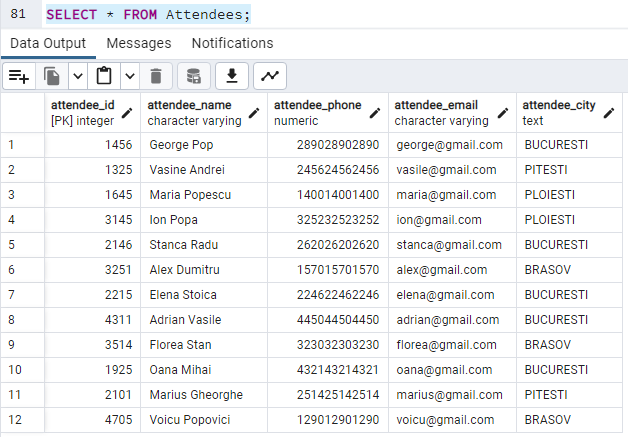 81 SELECT * FROM Attendees;
Data Output Messages Notifications
attendee_id attendee_name attendee_phone attendee_email attendee_city
[PK] integer character varying numeric character varying text
1 1456 George Pop 289028902890 george@gmail.com BUCURESTI
2 1325 Vasine Andrei 245624562456 vasile@gmail.com PITESTI
3 1645 Maria Popescu 140014001400 maria@gmail.com PLOIESTI
4 3145 Ion Popa 325232523252 ion@gmail.com PLOIESTI
5 2146 Stanca Radu 262026202620 stanca@gmail.com BUCURESTI
6 3251 Alex Dumitru 157015701570 alex@gmail.com BRASOV
7 2215 Elena Stoica 224622462246 elena@gmail.com BUCURESTI
8 4311 Adrian Vasile 445044504450 adrian@gmail.com BUCURESTI
9 3514 Florea Stan 323032303230 florea@gmail.com BRASOV
10 1925 Oana Mihai 432143214321 oana@gmail.com BUCURESTI
11 2101 Marius Gheorghe 251425142514 marius@gmail.com PITESTI
12 4705 Voicu Popovici 129012901290 voicu@gmail.com BRASOV